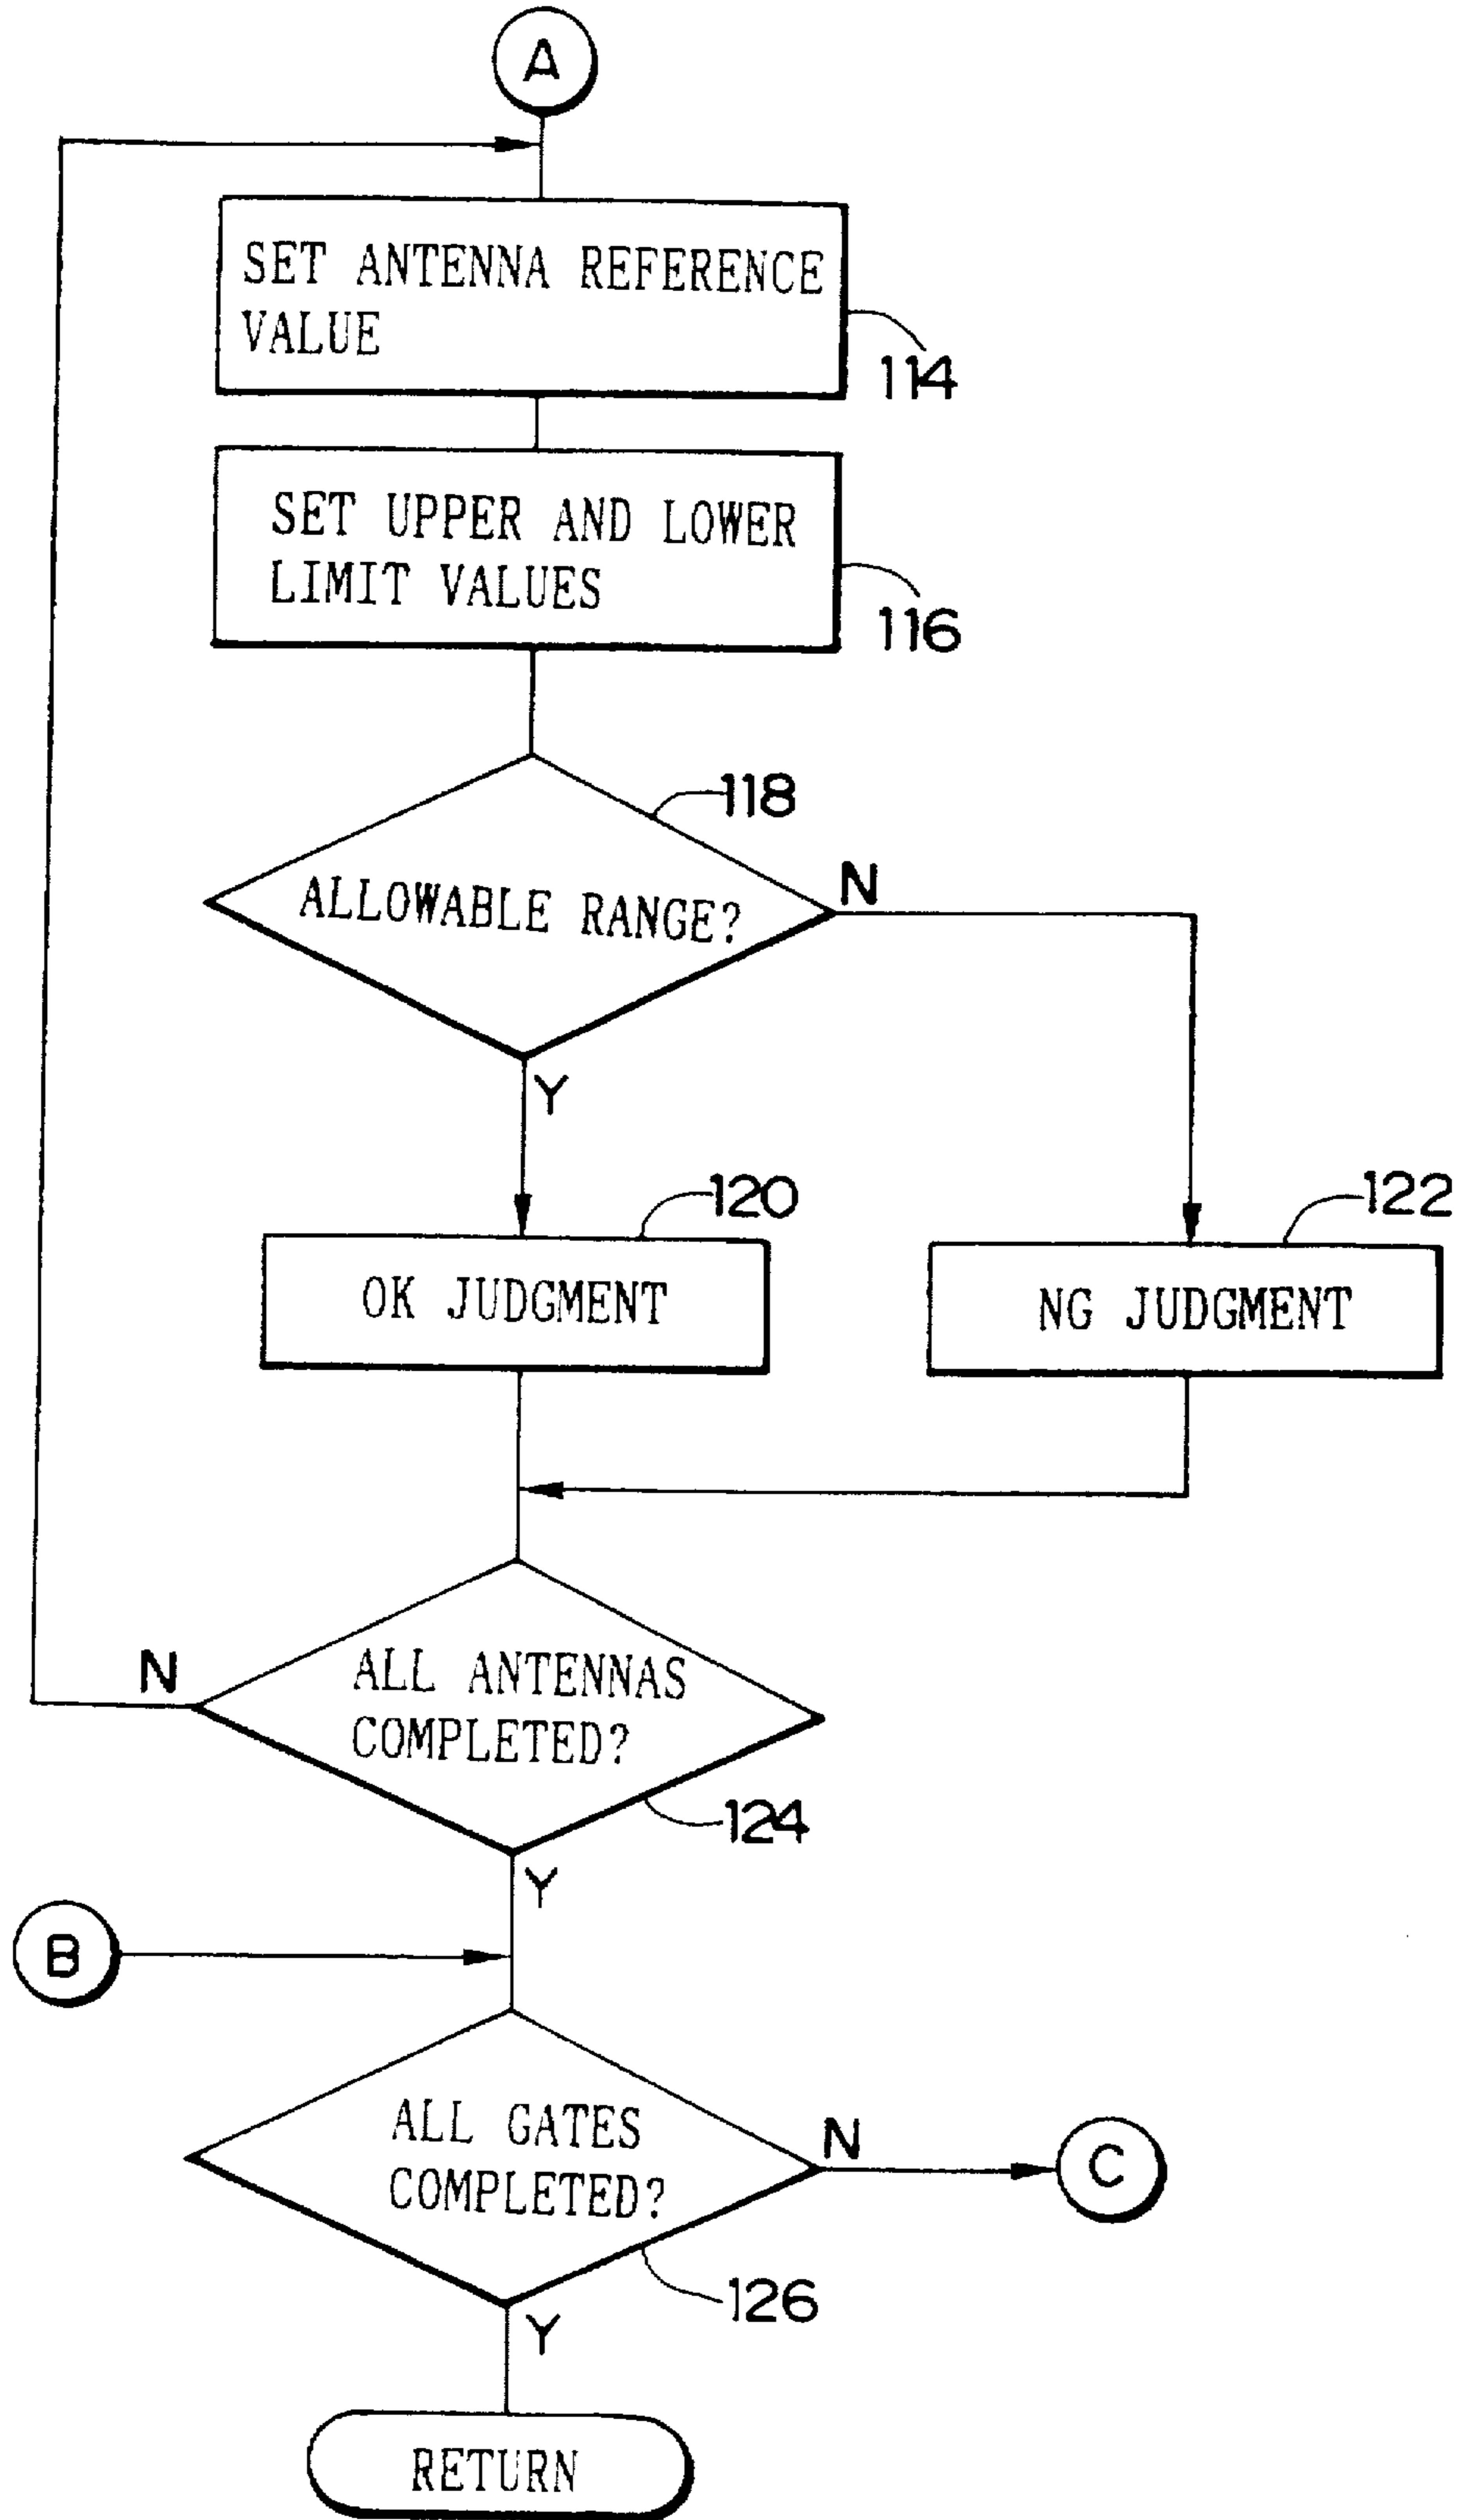 A
SET ANTENNA REFERENCE
VALUE
114
SET UPPER AND LOWER
LIMIT VALUES
116
118
ALLOWABLE RANGE?
N
Y
120
122
OK JUDGMENT
NG JUDGMENT
N
ALL ANTENNAS
COMPLETED?
124
Y
B
ALL GATES
COMPLETED?
N
C
126
Y
RETURN